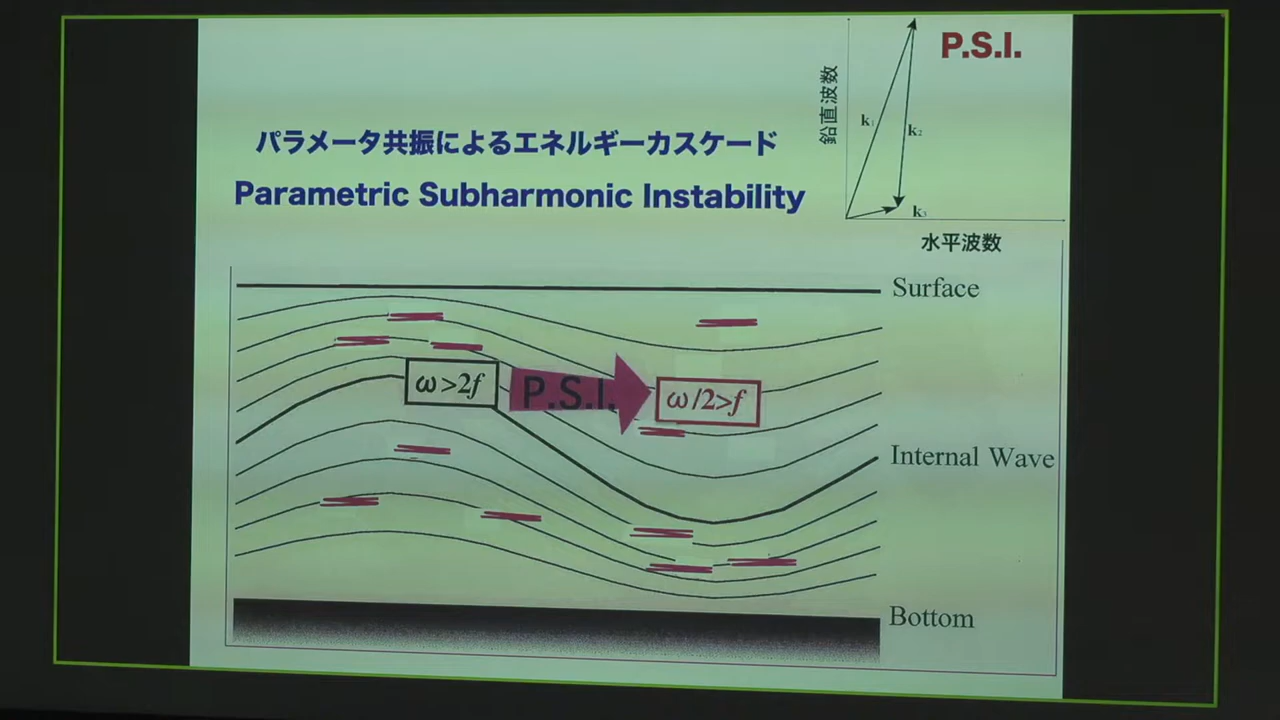 P.S.I.
鉛直波数
k₁
k₂
k₃
水平波数
パラメータ共振によるエネルギーカスケード
Parametric Subharmonic Instability
Surface
ω>2f
P.S.I.
ω/2>f
Internal Wave
Bottom